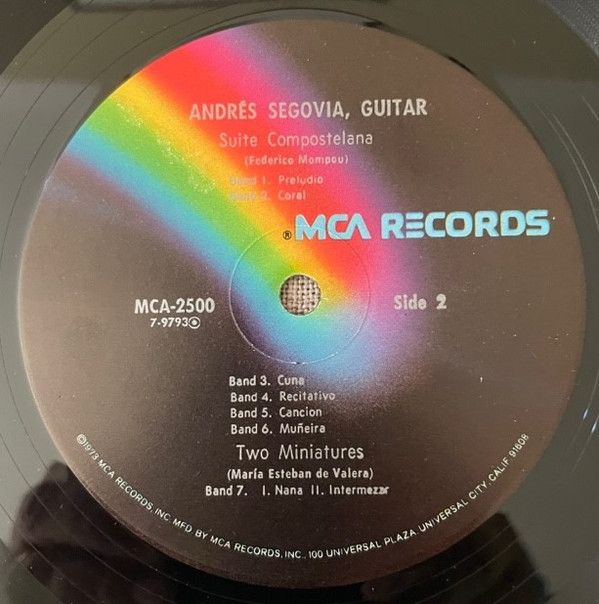 ANDRÉS SEGOVIA, GUITAR
Suite Compostelana
(Federico Mompou)
Band 1. Preludio
Band 2. Coral
®MCA RECORDS
MCA-2500
7-9793
Side 2
Band 3. Cuna
Band 4. Recitativo
Band 5. Cancion
Band 6. Muñeira
Two Miniatures
(María Esteban de Valera)
Band 7. I. Nana II. Intermezzr
©1973 MCA RECORDS, INC. MFD BY MCA RECORDS, INC., 100 UNIVERSAL PLAZA, UNIVERSAL CITY, CALIF. 91608